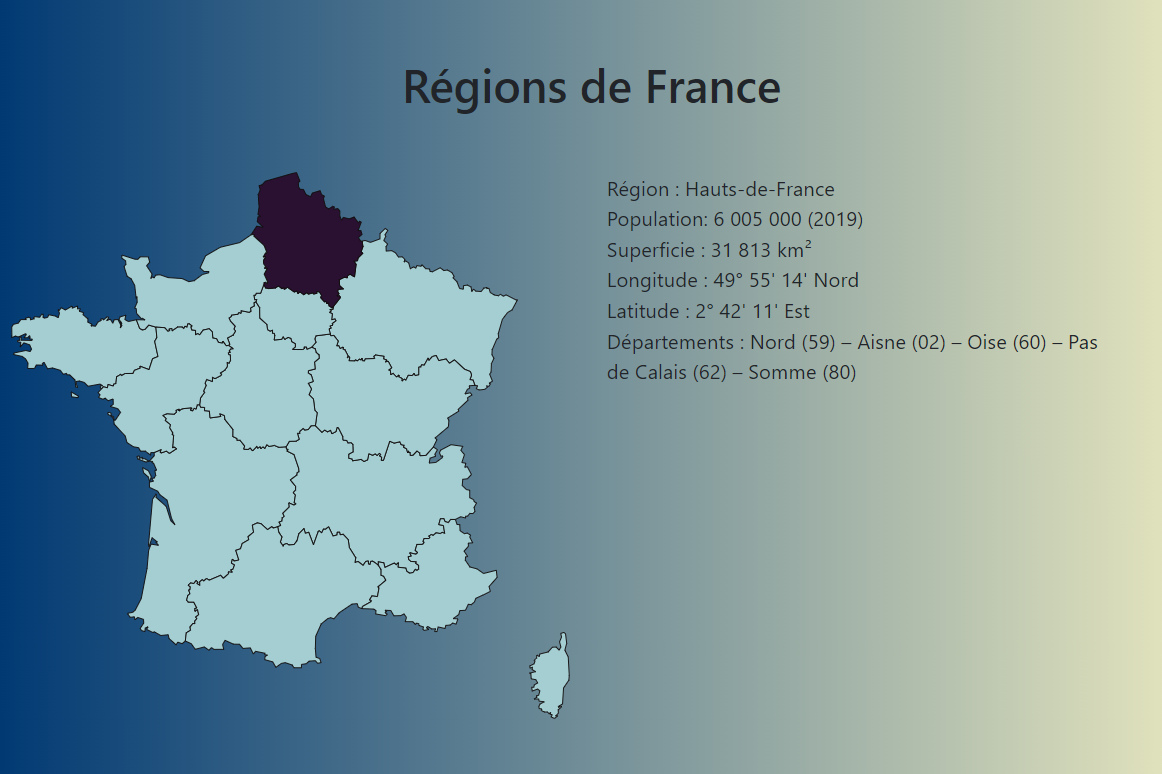 Régions de France
Région : Hauts-de-France
Population: 6 005 000 (2019)
Superficie : 31 813 km²
Longitude : 49° 55' 14' Nord
Latitude : 2° 42' 11' Est
Départements : Nord (59) – Aisne (02) – Oise (60) – Pas
de Calais (62) – Somme (80)